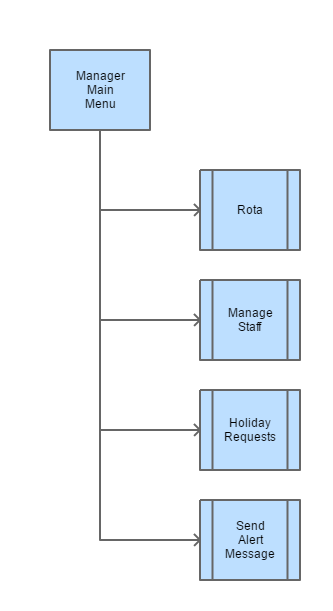 Manager
Main
Menu
Rota
Manage
Staff
Holiday
Requests
Send
Alert
Message